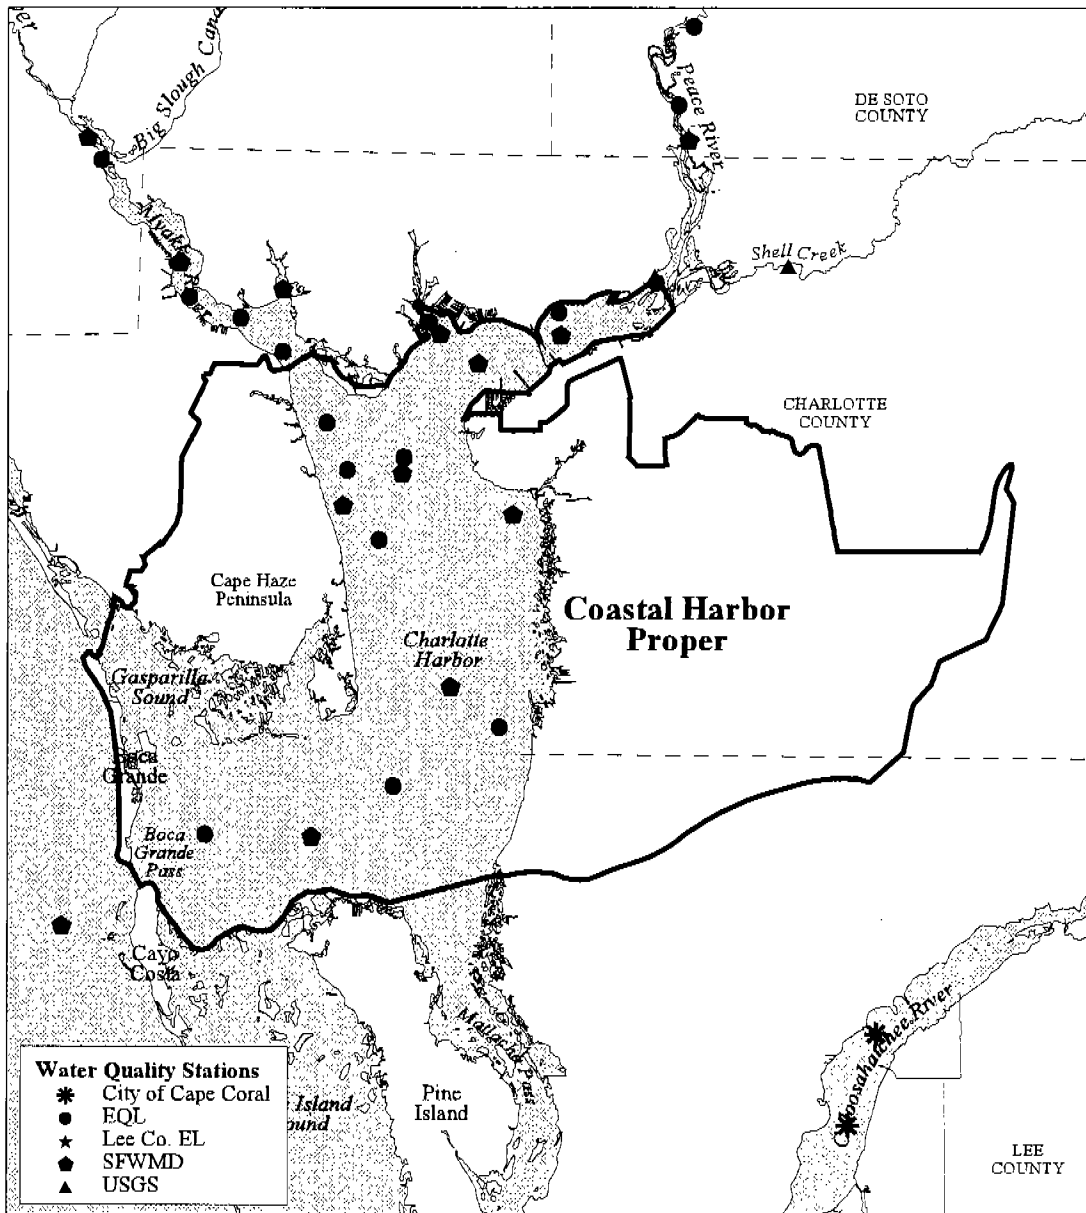 Big Slough Canal
Peace River
DE SOTO
COUNTY
Shell Creek
CHARLOTTE
COUNTY
Cape Haze
Peninsula
Coastal Harbor
Proper
Charlotte
Harbor
Gasparilla
Sound
Boca
Grande
Boca
Grande
Pass
Cayo
Costa
Matlacha Pass
Caloosahatchee River
Pine
Island
Island
LEE
COUNTY
Water Quality Stations
City of Cape Coral
EQL
Lee Co. EL
SFWMD
USGS